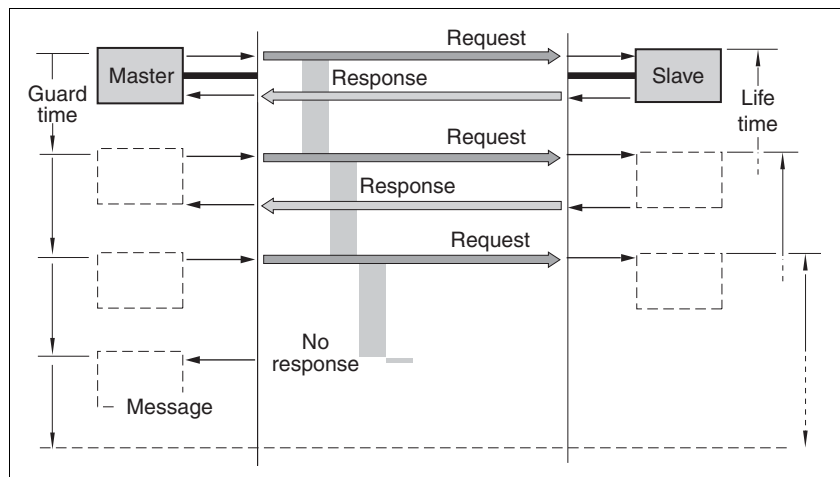 Request
Master
Slave
Response
Guard
time
Life
time
Request
Response
Request
No
response
Message